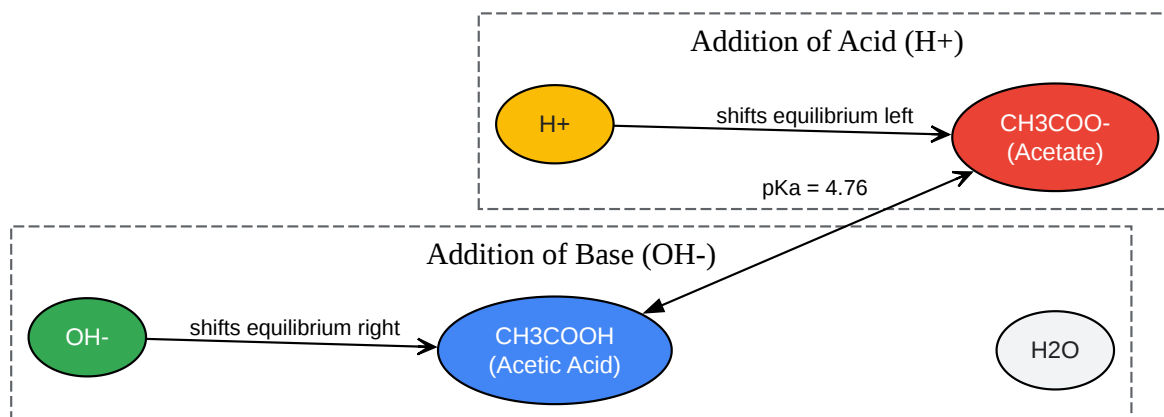 Addition of Acid (H+)
H+
shifts equilibrium left
CH3COO-
(Acetate)
pKa = 4.76
Addition of Base (OH-)
OH-
shifts equilibrium right
CH3COOH
(Acetic Acid)
H2O